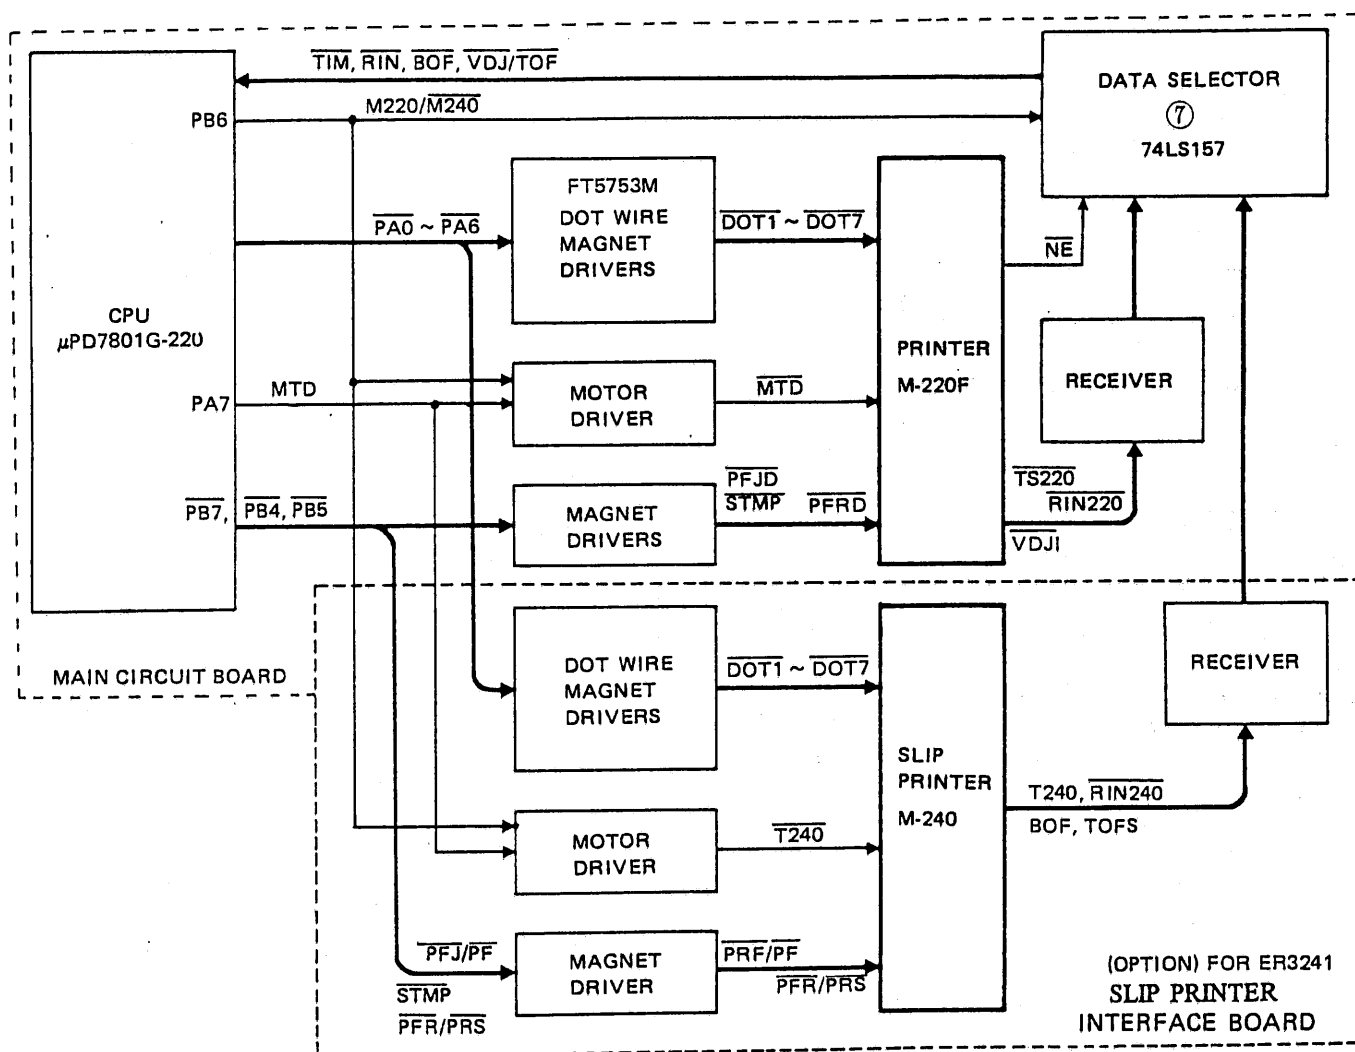 TIM, RIN, BOF, VDJ/TOF
DATA SELECTOR
7
74LS157
PB6
M220/M240
FT5753M
DOT WIRE
MAGNET
DRIVERS
PA0 ~ PA6
DOT1 ~ DOT7
NE
CPU
μPD7801G-220
PRINTER
M-220F
RECEIVER
PA7
MTD
MOTOR
DRIVER
MTD
PB7, PB4, PB5
MAGNET
DRIVERS
PFJD
STMP PFRD
TS220
RIN220
VDJI
MAIN CIRCUIT BOARD
DOT WIRE
MAGNET
DRIVERS
DOT1 ~ DOT7
RECEIVER
SLIP
PRINTER
M-240
T240, RIN240
BOF, TOFS
MOTOR
DRIVER
T240
PFJ/PF
STMP
PFR/PRS
MAGNET
DRIVER
PRF/PF
PFR/PRS
(OPTION) FOR ER3241
SLIP PRINTER
INTERFACE BOARD